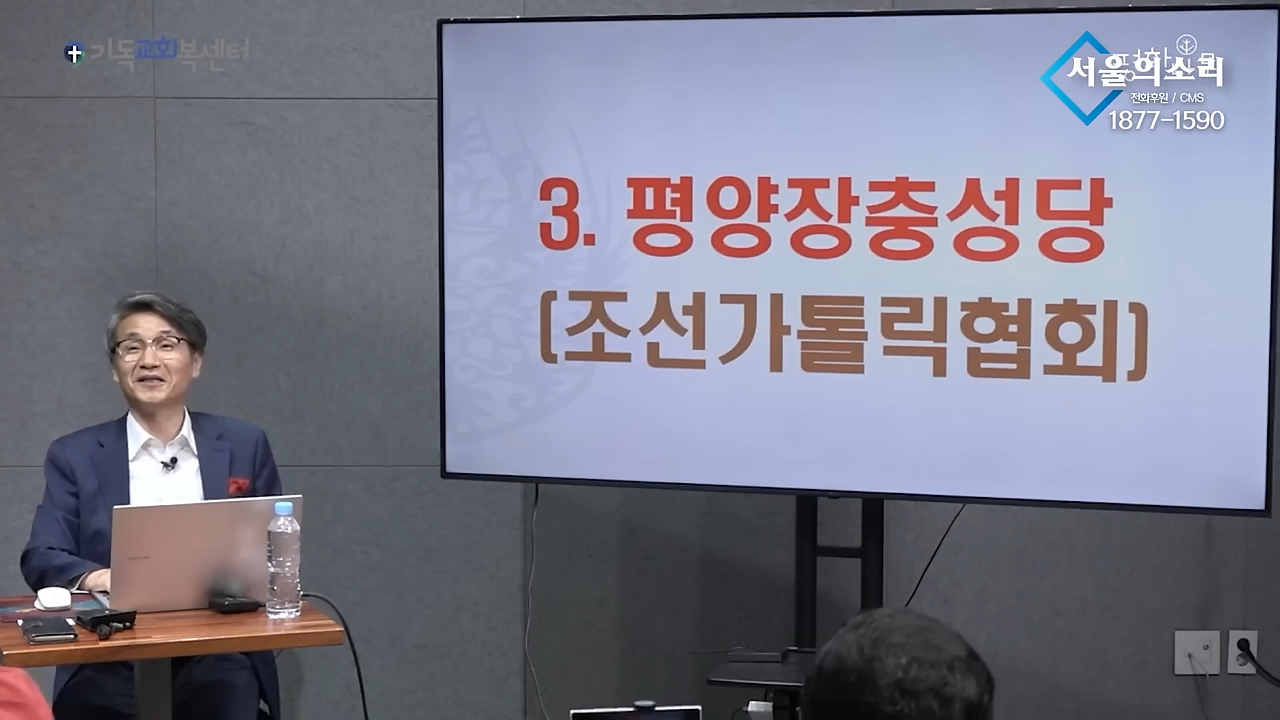 기독교회복센터
서울의소리
전화후원 / CMS
1877-1590
3. 평양장충성당
(조선가톨릭협회)